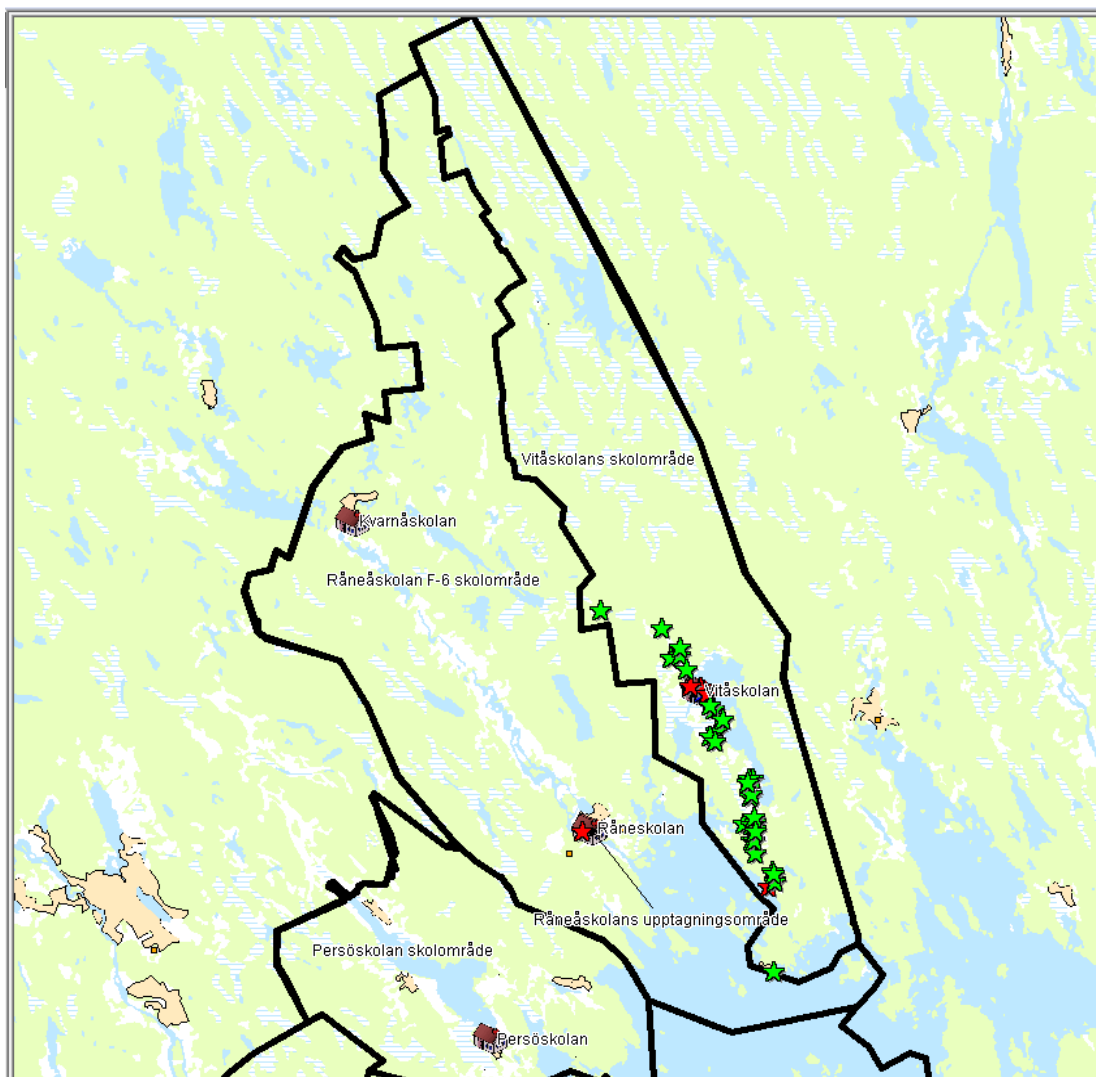 Vitåskolans skolområde
Kvarnåskolan
Råneåskolan F-6 skolområde
Vitåskolan
Råneskolan
Råneåskolans upptagningsområde
Persöskolan skolområde
Persöskolan